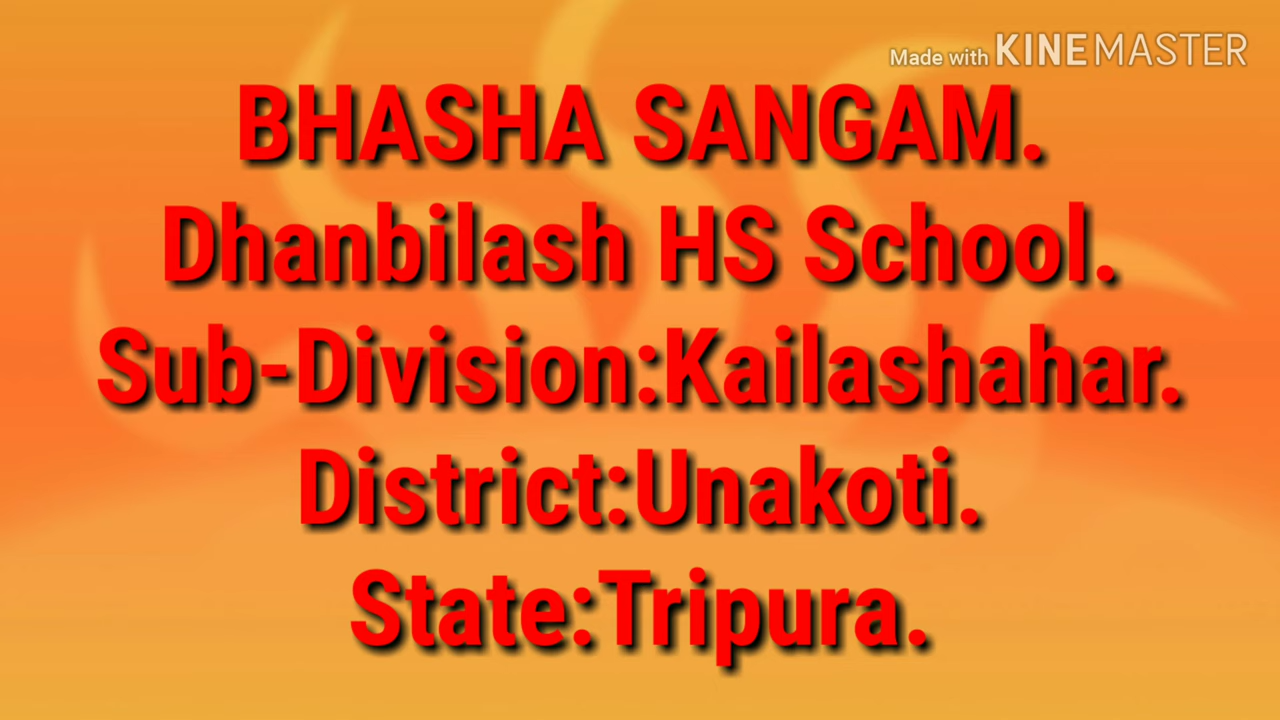 Made with KINEMASTER
BHASHA SANGAM.
Dhanbilash HS School.
Sub-Division:Kailashahar.
District:Unakoti.
State:Tripura.